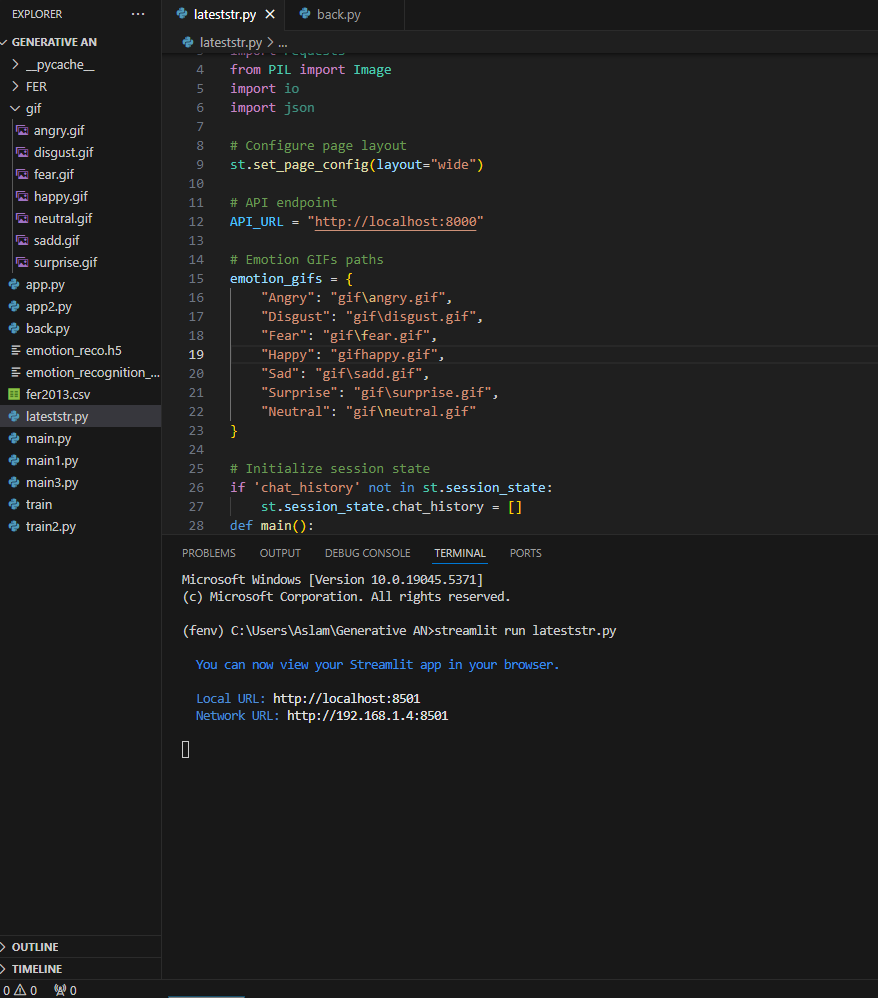 EXPLORER
...
GENERATIVE AN
__pycache__
FER
gif
angry.gif
disgust.gif
fear.gif
happy.gif
neutral.gif
sadd.gif
surprise.gif
app.py
app2.py
back.py
emotion_reco.h5
emotion_recognition_...
fer2013.csv
lateststr.py
main.py
main1.py
main3.py
train
train2.py
OUTLINE
TIMELINE
0 0 0
lateststr.py
back.py
lateststr.py > ...
3 import requests
4 from PIL import Image
5 import io
6 import json
7
8 # Configure page layout
9 st.set_page_config(layout="wide")
10
11 # API endpoint
12 API_URL = "http://localhost:8000"
13
14 # Emotion GIFs paths
15 emotion_gifs = {
16 "Angry": "gif\angry.gif",
17 "Disgust": "gif\disgust.gif",
18 "Fear": "gif\fear.gif",
19 "Happy": "gifhappy.gif",
20 "Sad": "gif\sadd.gif",
21 "Surprise": "gif\surprise.gif",
22 "Neutral": "gif\neutral.gif"
23 }
24
25 # Initialize session state
26 if 'chat_history' not in st.session_state:
27 st.session_state.chat_history = []
28 def main():
PROBLEMS OUTPUT DEBUG CONSOLE TERMINAL PORTS
Microsoft Windows [Version 10.0.19045.5371]
(c) Microsoft Corporation. All rights reserved.
(fenv) C:\Users\Aslam\Generative AN>streamlit run lateststr.py
You can now view your Streamlit app in your browser.
Local URL: http://localhost:8501
Network URL: http://192.168.1.4:8501